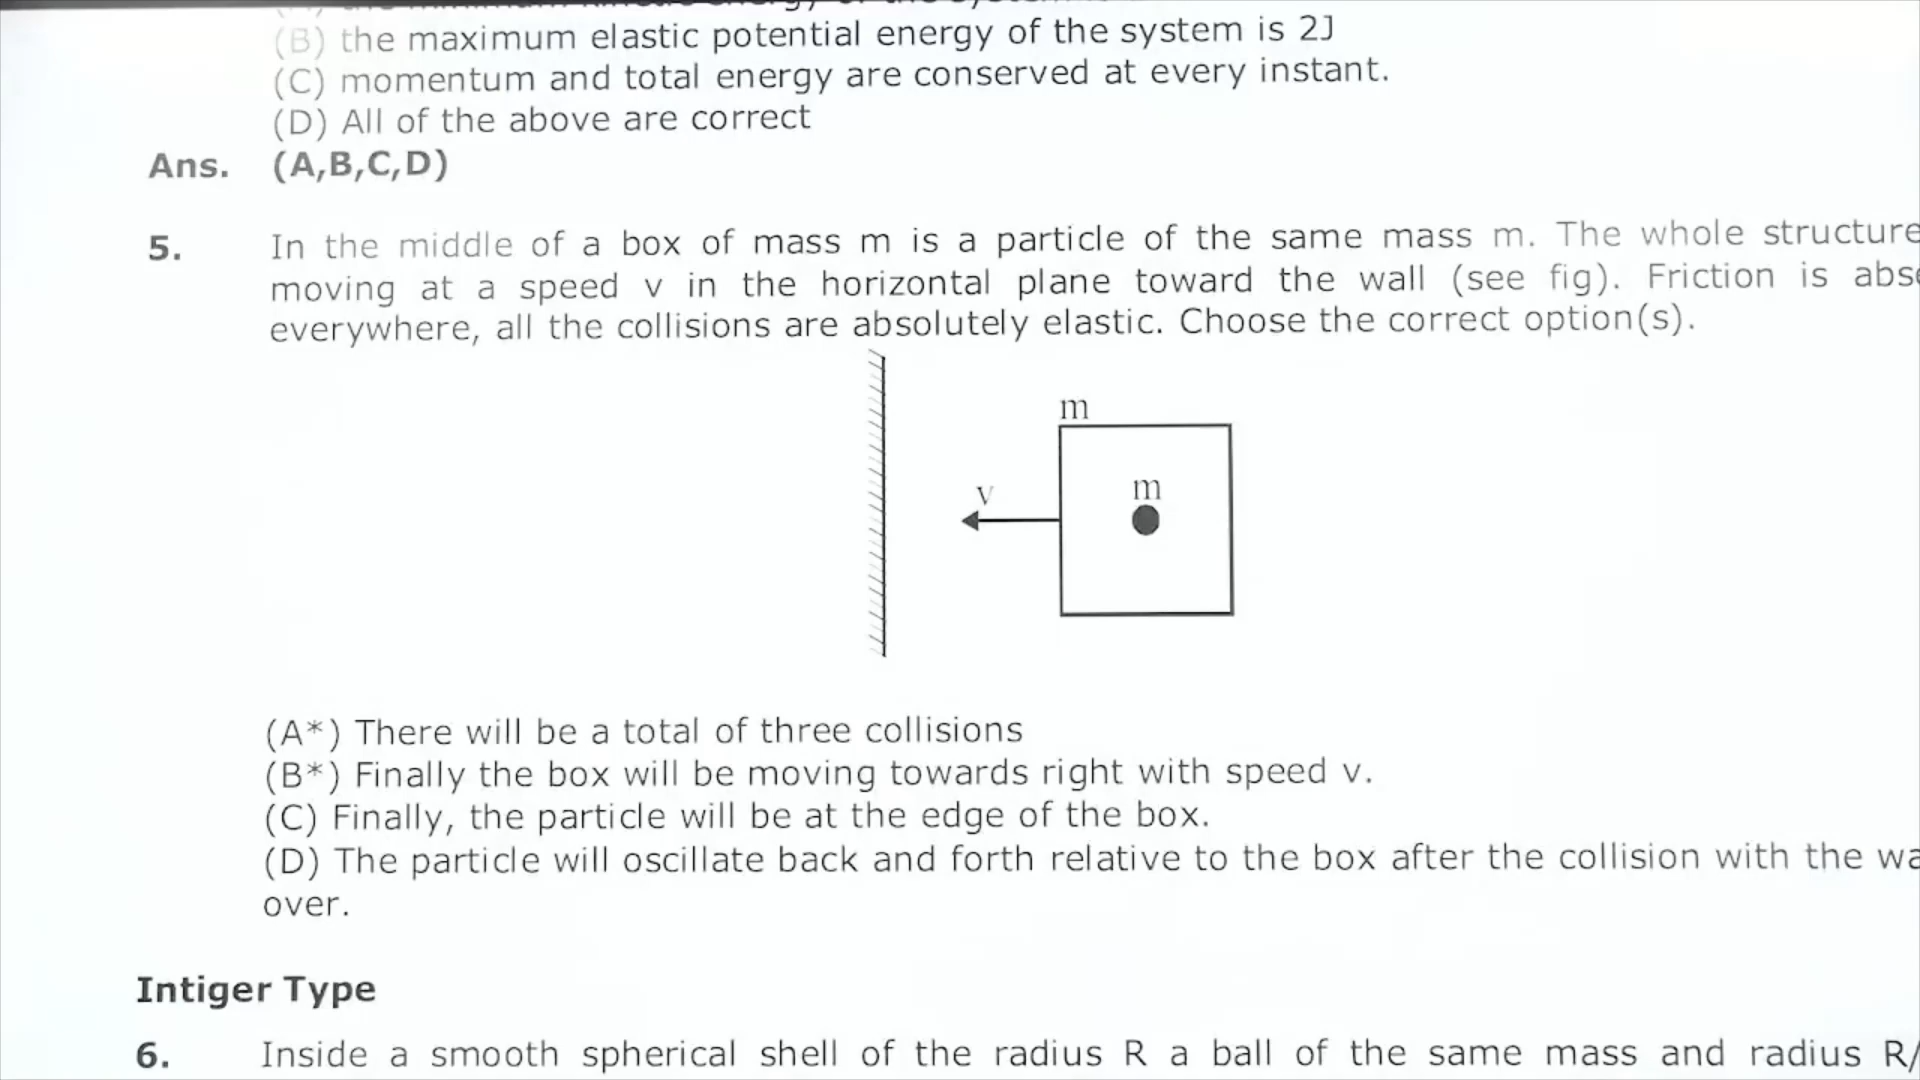 (B) the maximum elastic potential energy of the system is 2J
(C) momentum and total energy are conserved at every instant.
(D) All of the above are correct
Ans. (A,B,C,D)
5. In the middle of a box of mass m is a particle of the same mass m. The whole structure
moving at a speed v in the horizontal plane toward the wall (see fig). Friction is
everywhere, all the collisions are absolutely elastic. Choose the correct option(s).
m
v
m
(A*) There will be a total of three collisions
(B*) Finally the box will be moving towards right with speed v.
(C) Finally, the particle will be at the edge of the box.
(D) The particle will oscillate back and forth relative to the box after the collision with the
over.
Intiger Type
6. Inside a smooth spherical shell of the radius R a ball of the same mass and radius R/